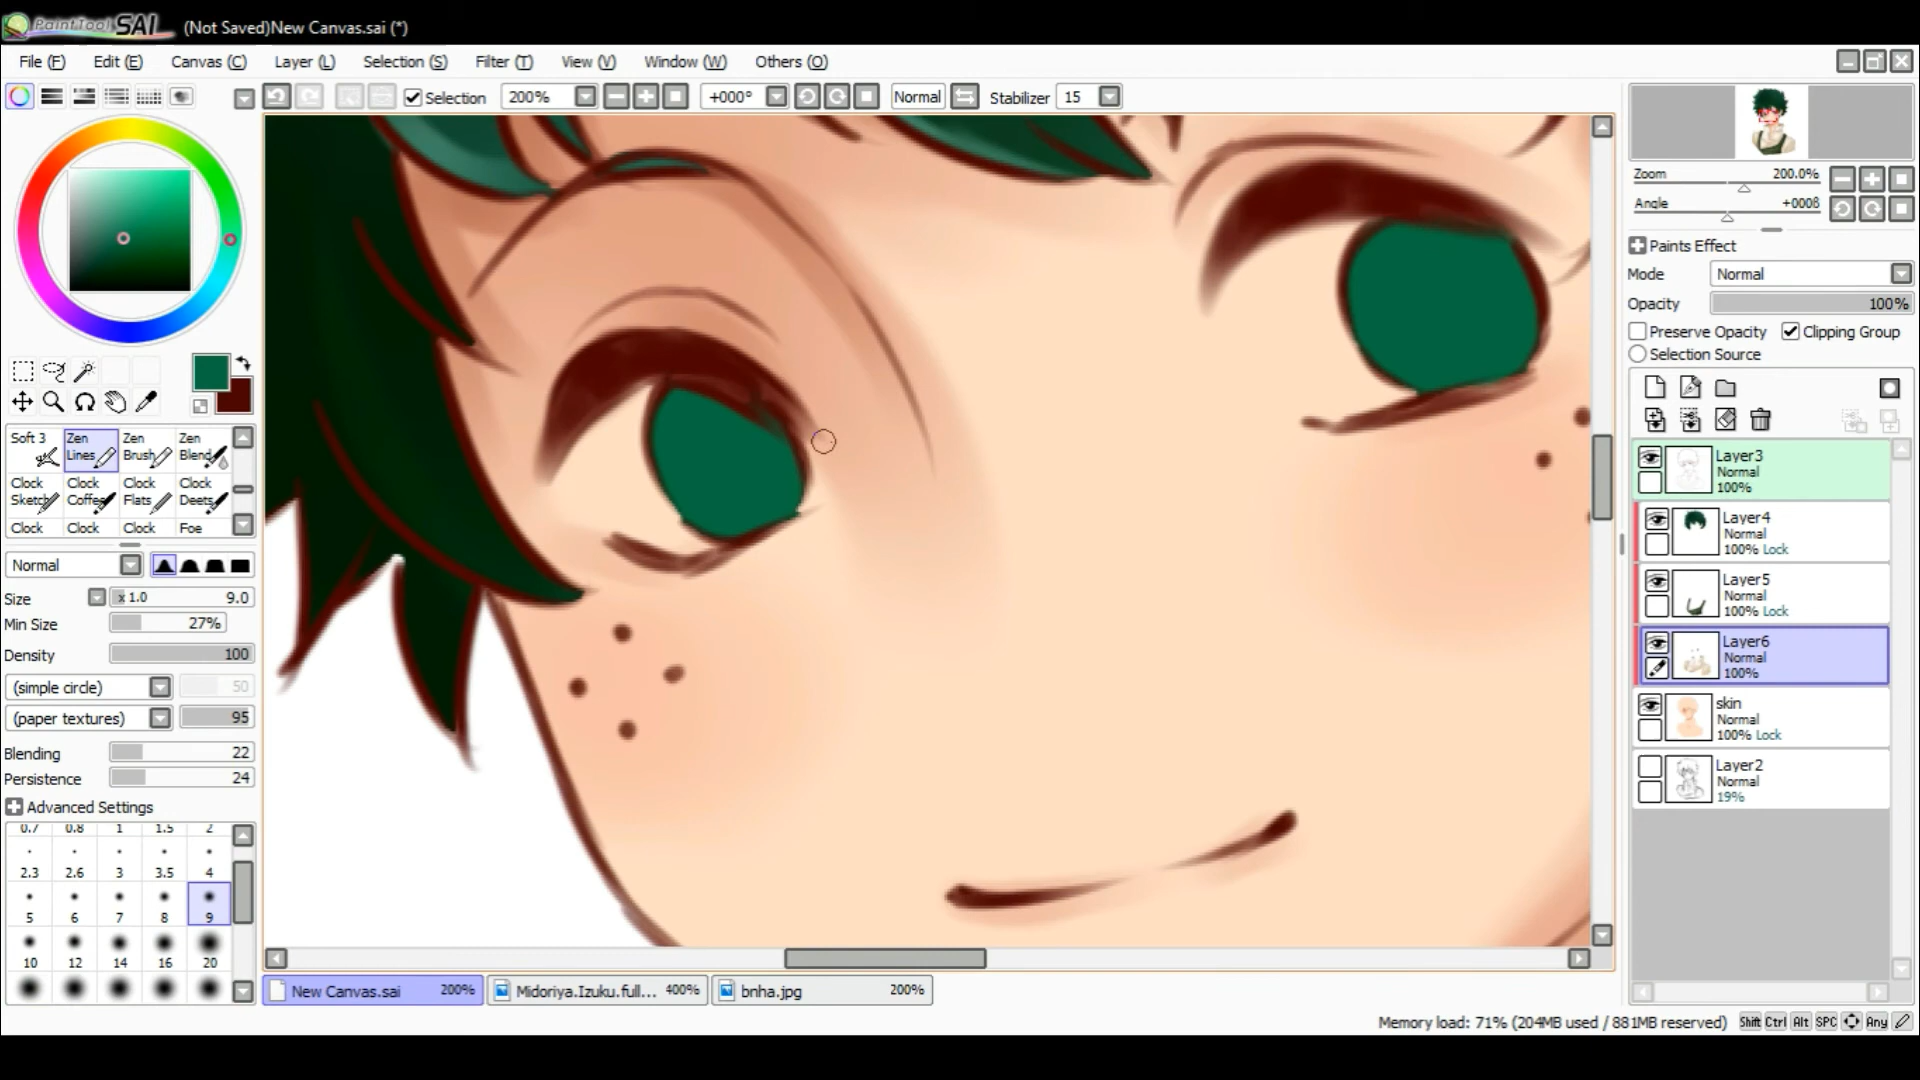 PaintTool SAI (Not Saved)New Canvas.sai (*)
File (F) Edit (E) Canvas (C) Layer (L) Selection (S) Filter (T) View (V) Window (W) Others (O)
Selection 200% +000° Normal Stabilizer 15
Zoom 200.0%
Angle +000ß
Paints Effect
Mode Normal
Opacity 100%
Preserve Opacity Clipping Group
Selection Source
Soft 3 Zen Lines Zen Brush Zen Blend
Clock Sketch Clock Coffee Clock Flats Clock Deets
Clock Clock Clock Foe
Normal
Size x 1.0 9.0
Min Size 27%
Density 100
(simple circle) 50
(paper textures) 95
Blending 22
Persistence 24
Advanced Settings
0.7 0.8 1 1.5 2
2.3 2.6 3 3.5 4
5 6 7 8 9
10 12 14 16 20
Layer3
Normal
100%
Layer4
Normal
100% Lock
Layer5
Normal
100% Lock
Layer6
Normal
100%
skin
Normal
100% Lock
Layer2
Normal
19%
New Canvas.sai 200% Midoriya.Izuku.full... 400% bnha.jpg 200%
Memory load: 71% (204MB used / 881MB reserved) Shift Ctrl Alt SPC Any